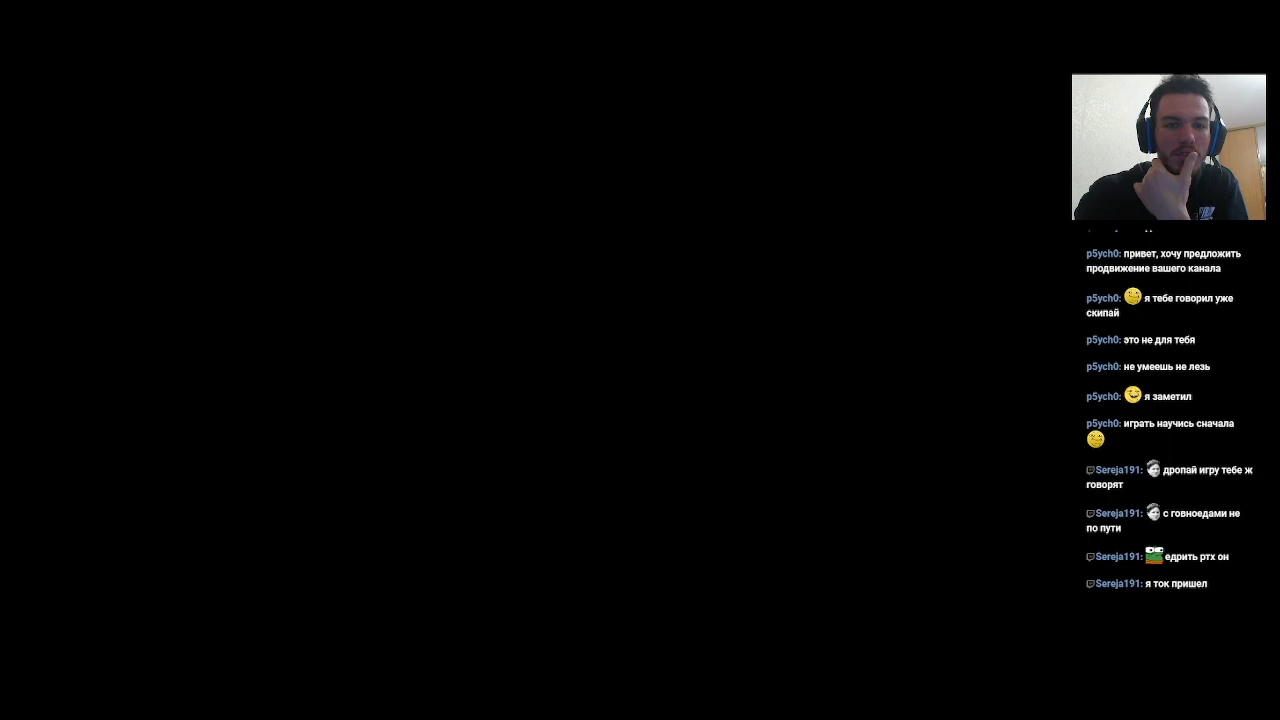 p5ych0: привет, хочу предложить
продвижение вашего канала
p5ych0: я тебе говорил уже
скипай
p5ych0: это не для тебя
p5ych0: не умеешь не лезь
p5ych0: я заметил
p5ych0: играть научись сначала
Sereja191: дропай игру тебе ж
говорят
Sereja191: с говноедами не
по пути
Sereja191: едрить ртх он
Sereja191: я ток пришел